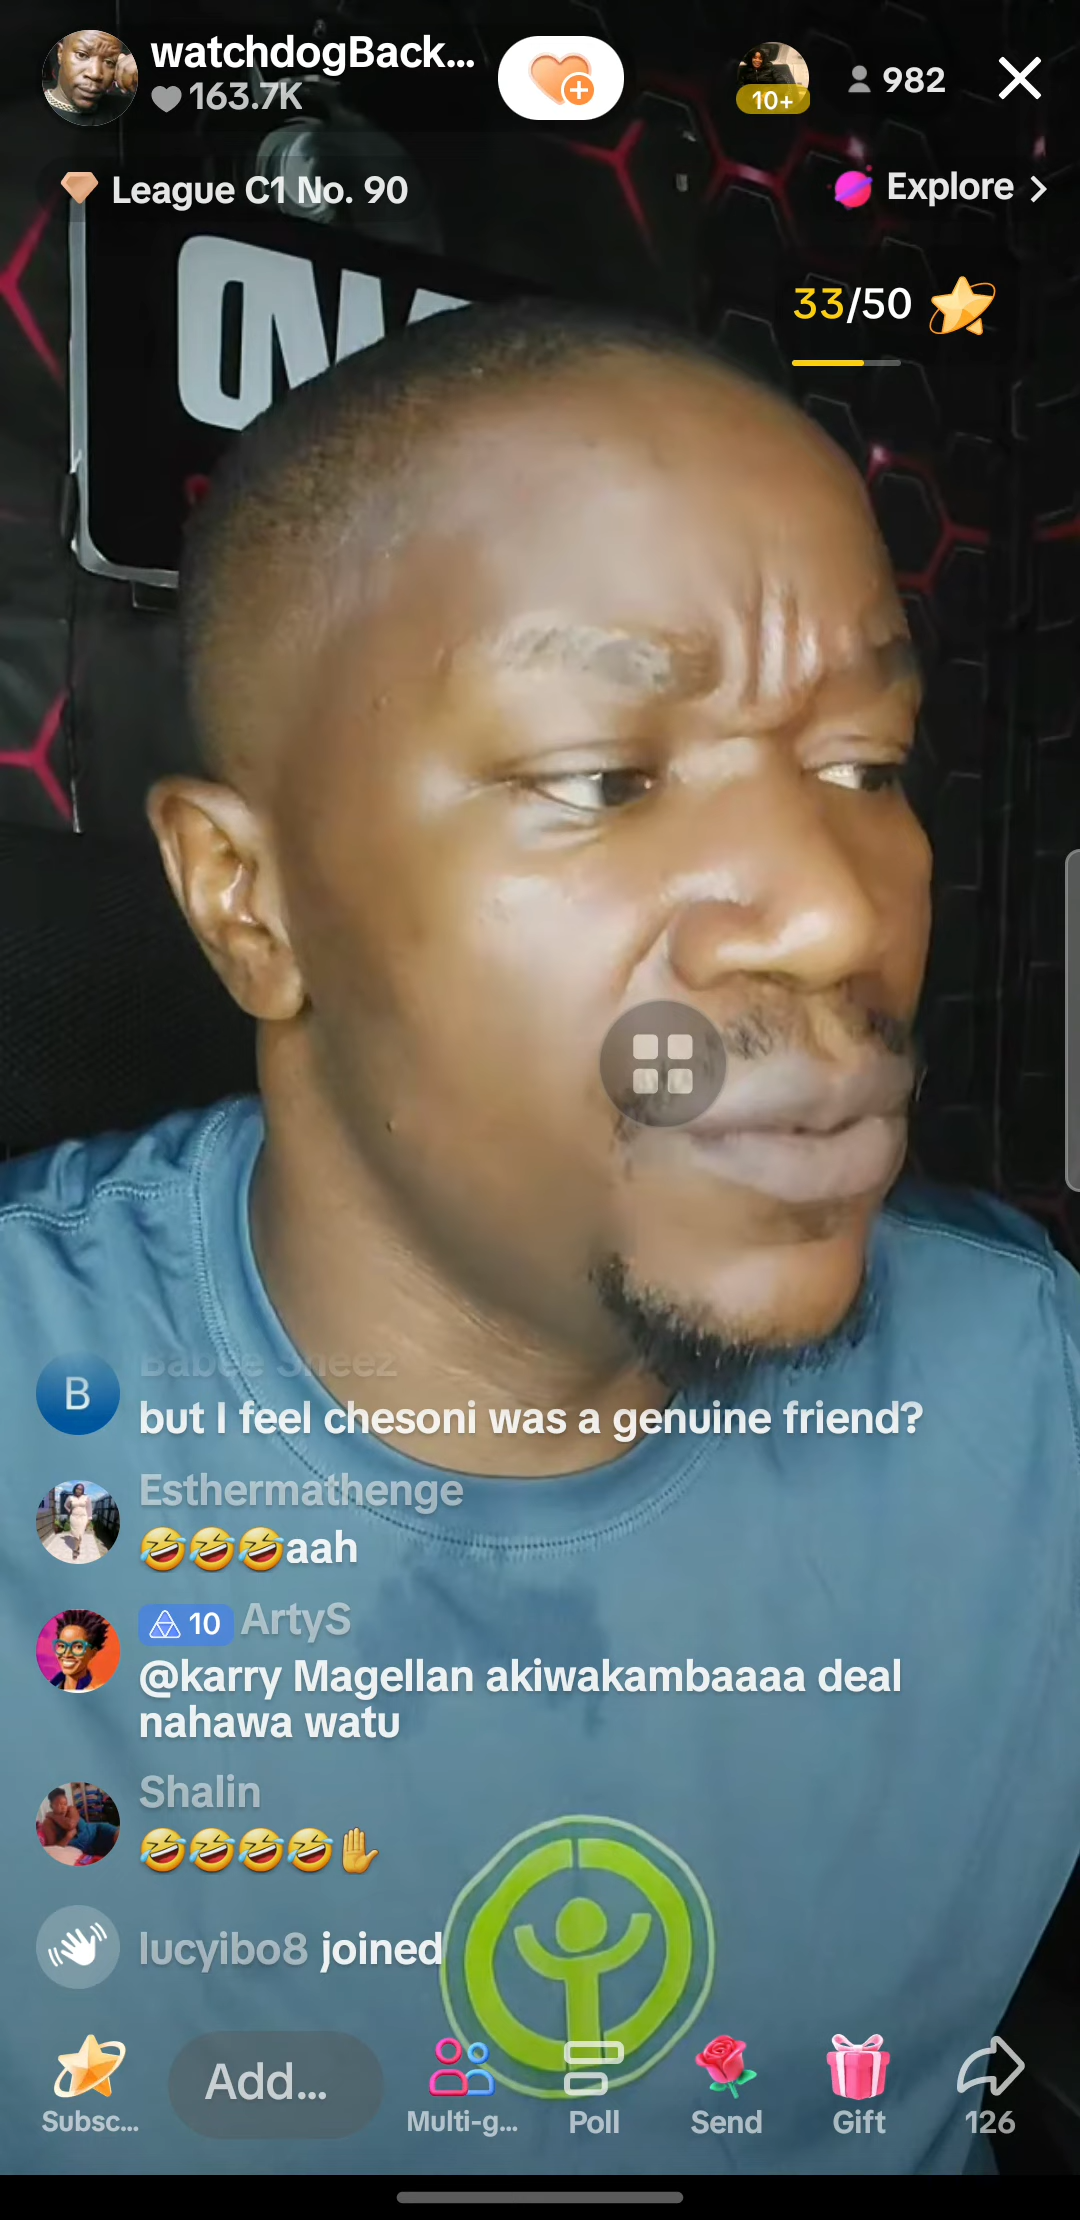 watchdogBack...
163.7K
10+
982
League C1 No. 90
Explore
33/50
Babee Sheez
but I feel chesoni was a genuine friend?
Esthermathenge
🤣🤣🤣aah
10 ArtyS
@karry Magellan akiwakambaaaa deal
nahawa watu
Shalin
🤣🤣🤣🤣✋
lucyibo8 joined
B
Subsc...
Add...
Multi-g...
Poll
Send
Gift
126